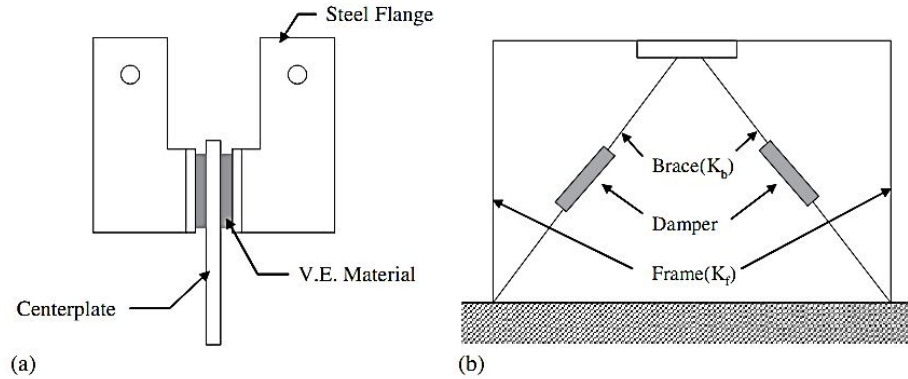 Steel Flange
V.E. Material
Centerplate
(a)
Brace(K_b)
Damper
Frame(K_f)
(b)